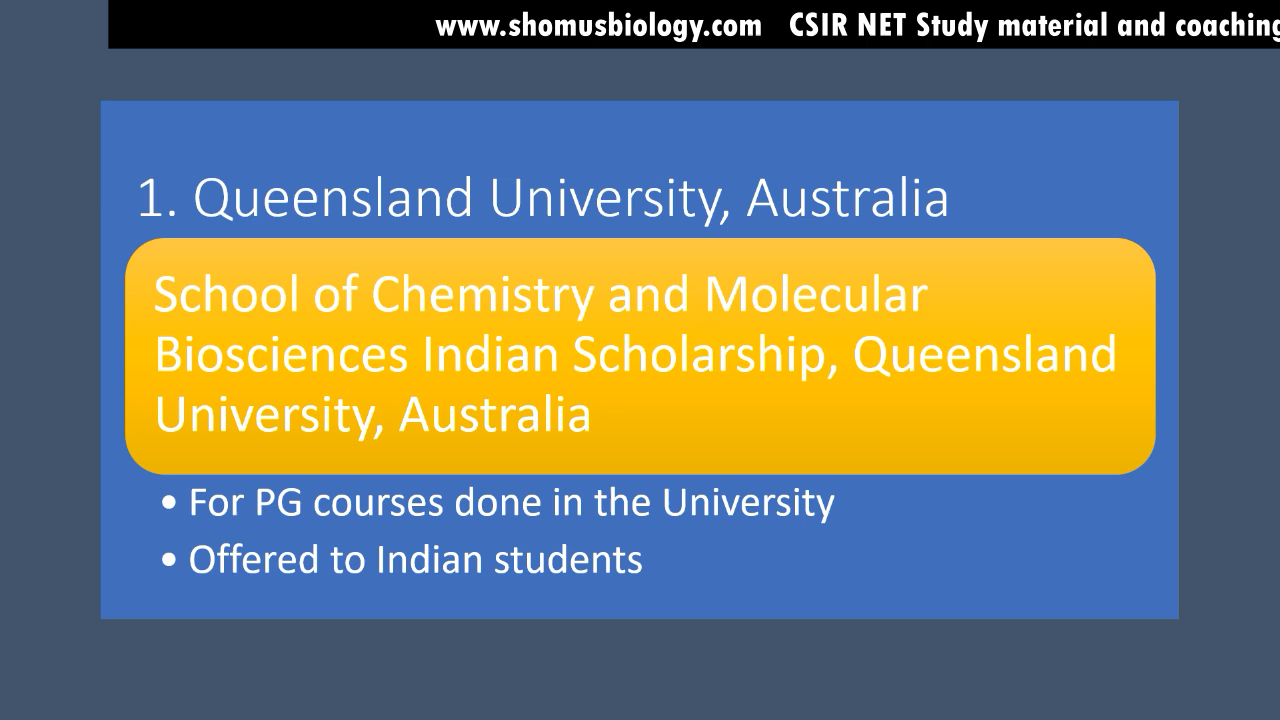 www.shomusbiology.com CSIR NET Study material and coaching
1. Queensland University, Australia
School of Chemistry and Molecular
Biosciences Indian Scholarship, Queensland
University, Australia
• For PG courses done in the University
• Offered to Indian students